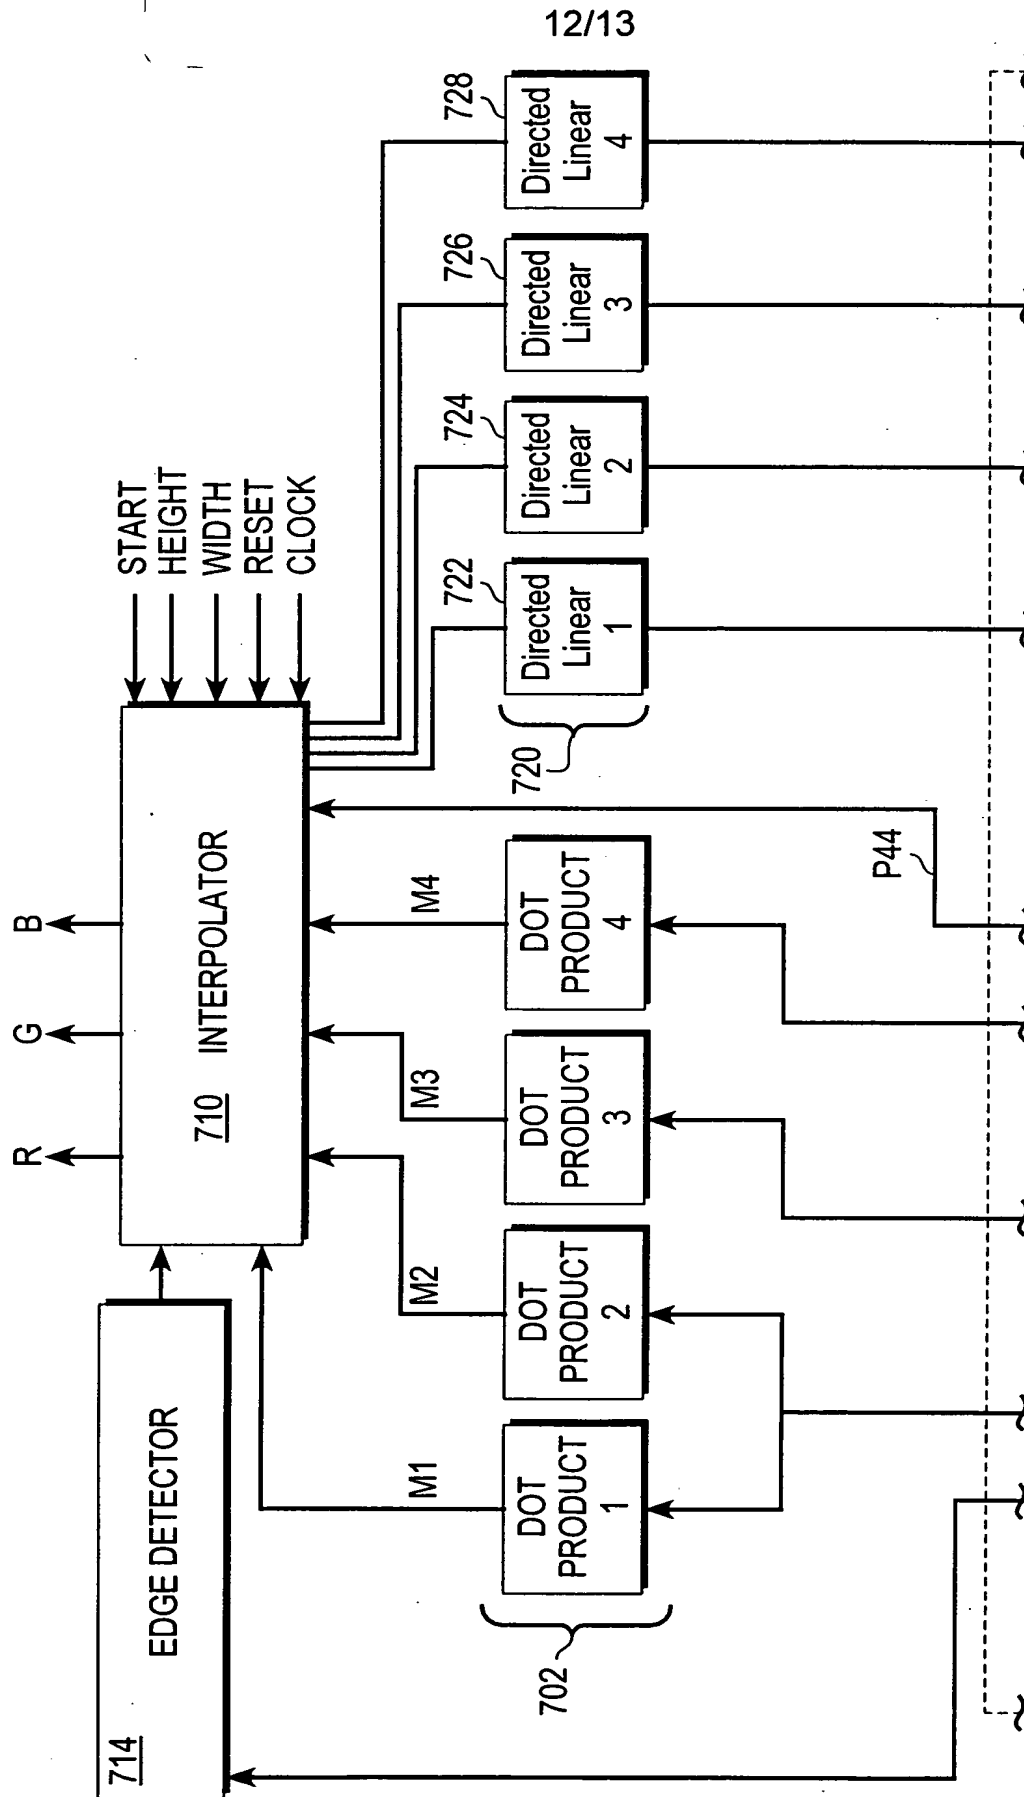 12/13
START
HEIGHT
WIDTH
RESET
CLOCK
B
G
R
710 INTERPOLATOR
714
EDGE DETECTOR
M1
M2
M3
M4
P44
702
DOT
PRODUCT
1
DOT
PRODUCT
2
DOT
PRODUCT
3
DOT
PRODUCT
4
720
722
Directed
Linear
1
724
Directed
Linear
2
726
Directed
Linear
3
728
Directed
Linear
4